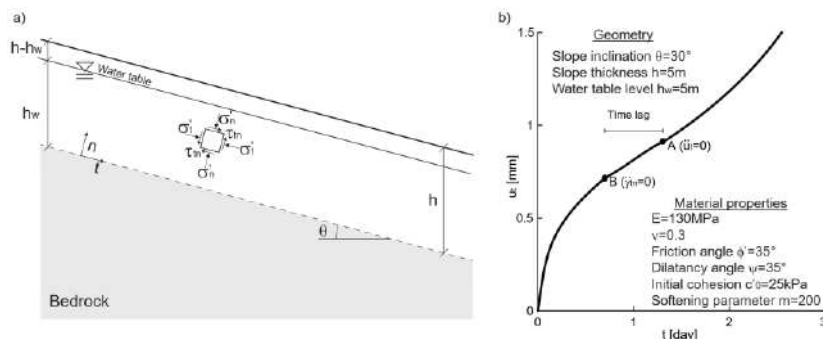 a)
h-hw
Water table
hw
σ'n
σ't
τtn
σ't
τtn
σ'n
n
t
h
θ
Bedrock
b)
1.5
1
0.5
0
ut [mm]
Geometry
Slope inclination θ=30°
Slope thickness h=5m
Water table level hw=5m
Time lag
A (üt=0)
B (γ̈tn=0)
Material properties
E=130MPa
ν=0.3
Friction angle ϕ'=35°
Dilatancy angle ψ=35°
Initial cohesion c'0=25kPa
Softening parameter m=200
0
1
2
3
t [day]